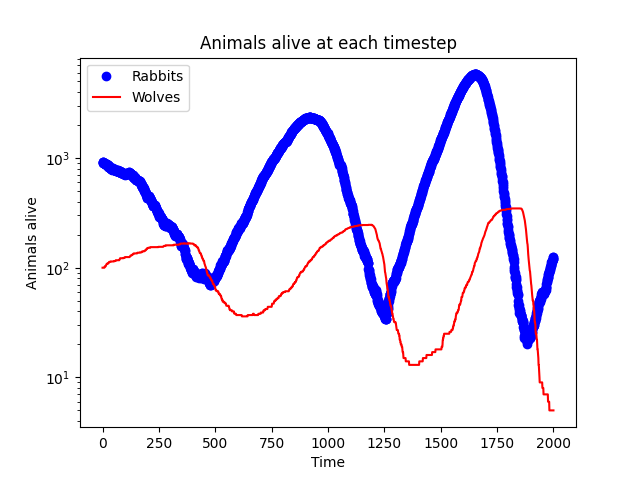 Animals alive at each timestep
Rabbits
Wolves
Animals alive
10³
10²
10¹
0 250 500 750 1000 1250 1500 1750 2000
Time